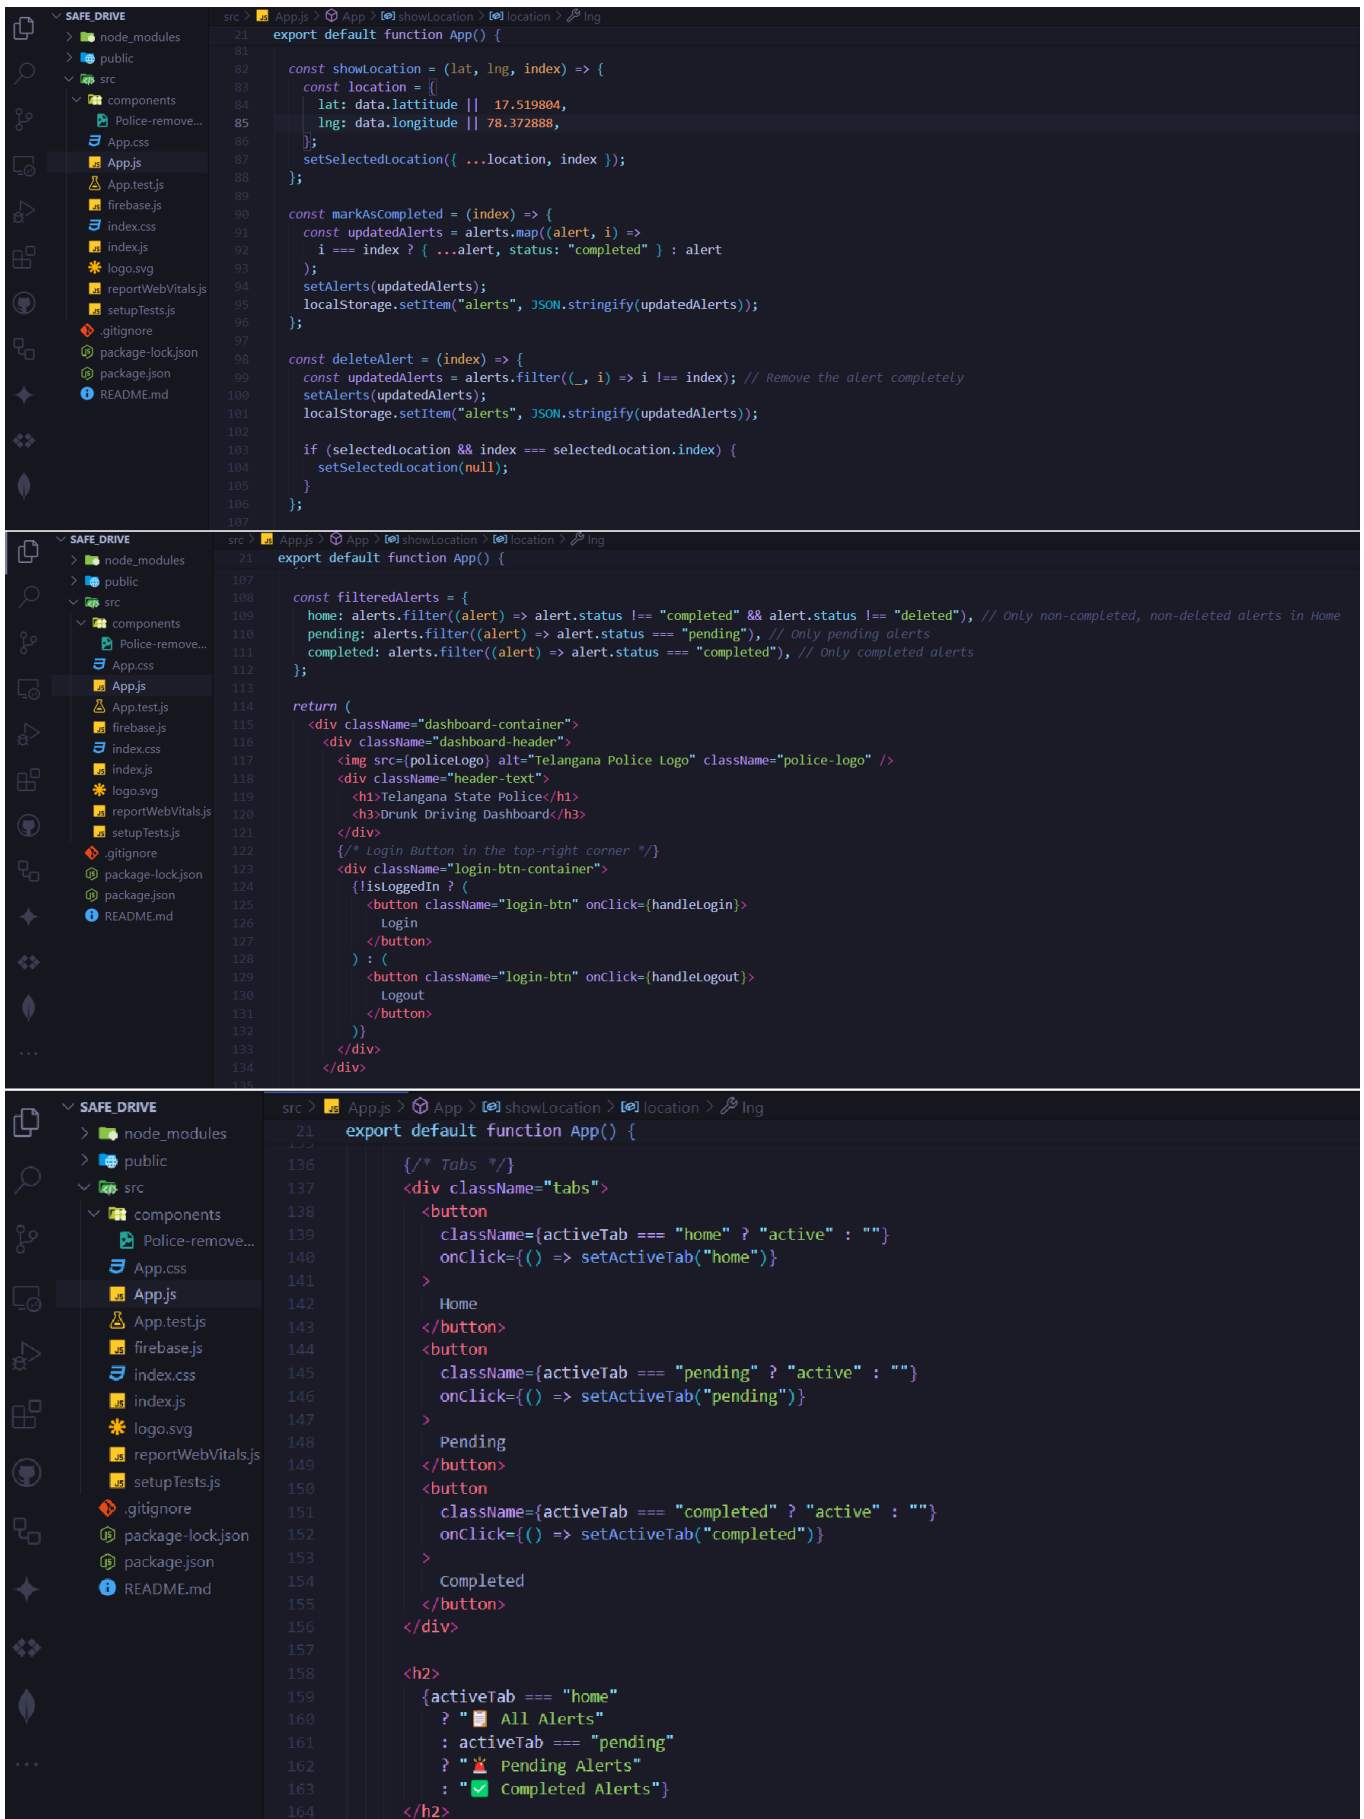 SAFE_DRIVE
node_modules
public
src
components
Police-remove...
App.css
App.js
App.test.js
firebase.js
index.css
index.js
logo.svg
reportWebVitals.js
setupTests.js
.gitignore
package-lock.json
package.json
README.md
src > App.js > App > showLocation > location > lng
21 export default function App() {
81
82 const showLocation = (lat, lng, index) => {
83 const location = {
84 lat: data.lattitude || 17.519804,
85 lng: data.longitude || 78.372888,
86 };
87 setSelectedLocation({ ...location, index });
88 };
89
90 const markAsCompleted = (index) => {
91 const updatedAlerts = alerts.map((alert, i) =>
92 i === index ? { ...alert, status: "completed" } : alert
93 );
94 setAlerts(updatedAlerts);
95 localStorage.setItem("alerts", JSON.stringify(updatedAlerts));
96 };
97
98 const deleteAlert = (index) => {
99 const updatedAlerts = alerts.filter((_, i) => i !== index); // Remove the alert completely
100 setAlerts(updatedAlerts);
101 localStorage.setItem("alerts", JSON.stringify(updatedAlerts));
102
103 if (selectedLocation && index === selectedLocation.index) {
104 setSelectedLocation(null);
105 }
106 };
107
SAFE_DRIVE
node_modules
public
src
components
Police-remove...
App.css
App.js
App.test.js
firebase.js
index.css
index.js
logo.svg
reportWebVitals.js
setupTests.js
.gitignore
package-lock.json
package.json
README.md
src > App.js > App > showLocation > location > lng
21 export default function App() {
107
108 const filteredAlerts = {
109 home: alerts.filter((alert) => alert.status !== "completed" && alert.status !== "deleted"), // Only non-completed, non-deleted alerts in Home
110 pending: alerts.filter((alert) => alert.status === "pending"), // Only pending alerts
111 completed: alerts.filter((alert) => alert.status === "completed"), // Only completed alerts
112 };
113
114 return (
115 <div className="dashboard-container">
116 <div className="dashboard-header">
117 <img src={policeLogo} alt="Telangana Police Logo" className="police-logo" />
118 <div className="header-text">
119 <h1>Telangana State Police</h1>
120 <h3>Drunk Driving Dashboard</h3>
121 </div>
122 {/* Login Button in the top-right corner */}
123 <div className="login-btn-container">
124 {!isLoggedIn ? (
125 <button className="login-btn" onClick={handleLogin}>
126 Login
127 </button>
128 ) : (
129 <button className="login-btn" onClick={handleLogout}>
130 Logout
131 </button>
132 )}
133 </div>
134 </div>
135
SAFE_DRIVE
node_modules
public
src
components
Police-remove...
App.css
App.js
App.test.js
firebase.js
index.css
index.js
logo.svg
reportWebVitals.js
setupTests.js
.gitignore
package-lock.json
package.json
README.md
src > App.js > App > showLocation > location > lng
21 export default function App() {
135
136 {/* Tabs */}
137 <div className="tabs">
138 <button
139 className={activeTab === "home" ? "active" : ""}
140 onClick={() => setActiveTab("home")}
141 >
142 Home
143 </button>
144 <button
145 className={activeTab === "pending" ? "active" : ""}
146 onClick={() => setActiveTab("pending")}
147 >
148 Pending
149 </button>
150 <button
151 className={activeTab === "completed" ? "active" : ""}
152 onClick={() => setActiveTab("completed")}
153 >
154 Completed
155 </button>
156 </div>
157
158 <h2>
159 {activeTab === "home"
160 ? "📋 All Alerts"
161 : activeTab === "pending"
162 ? "🚨 Pending Alerts"
163 : "✅ Completed Alerts"}
164 </h2>